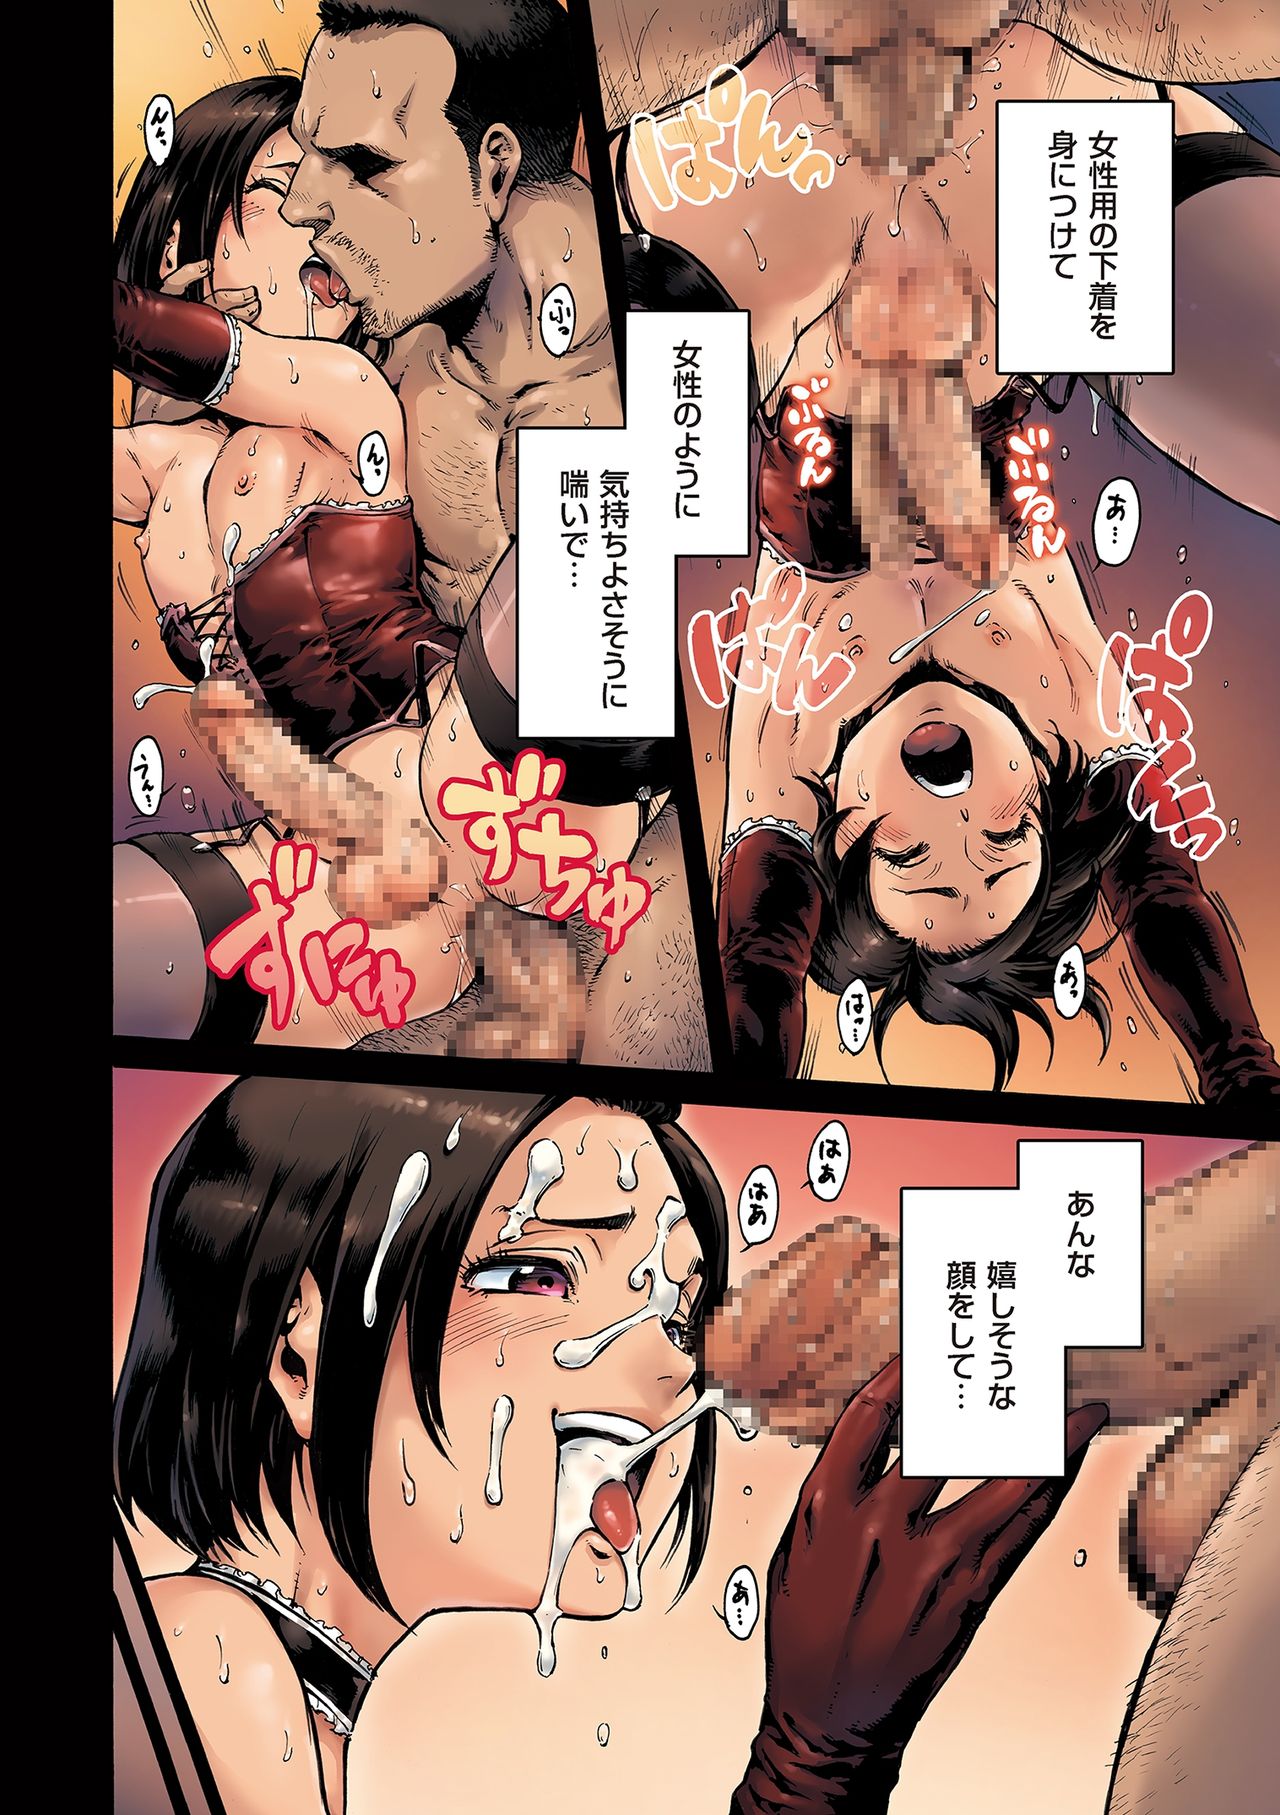 女性用の下着を
身につけて
ぱんっ
ぶるん
ぶるん
あ…
ぱん
ぱんっ
あっ
はっ…
女性のように
気持ちよさそうに
喘いで…
んっ
ふっ
ん、
うん…
ずちゅ
ずにゅ
あんな
嬉しそうな
顔をして…
はぁ
はぁ
あ…